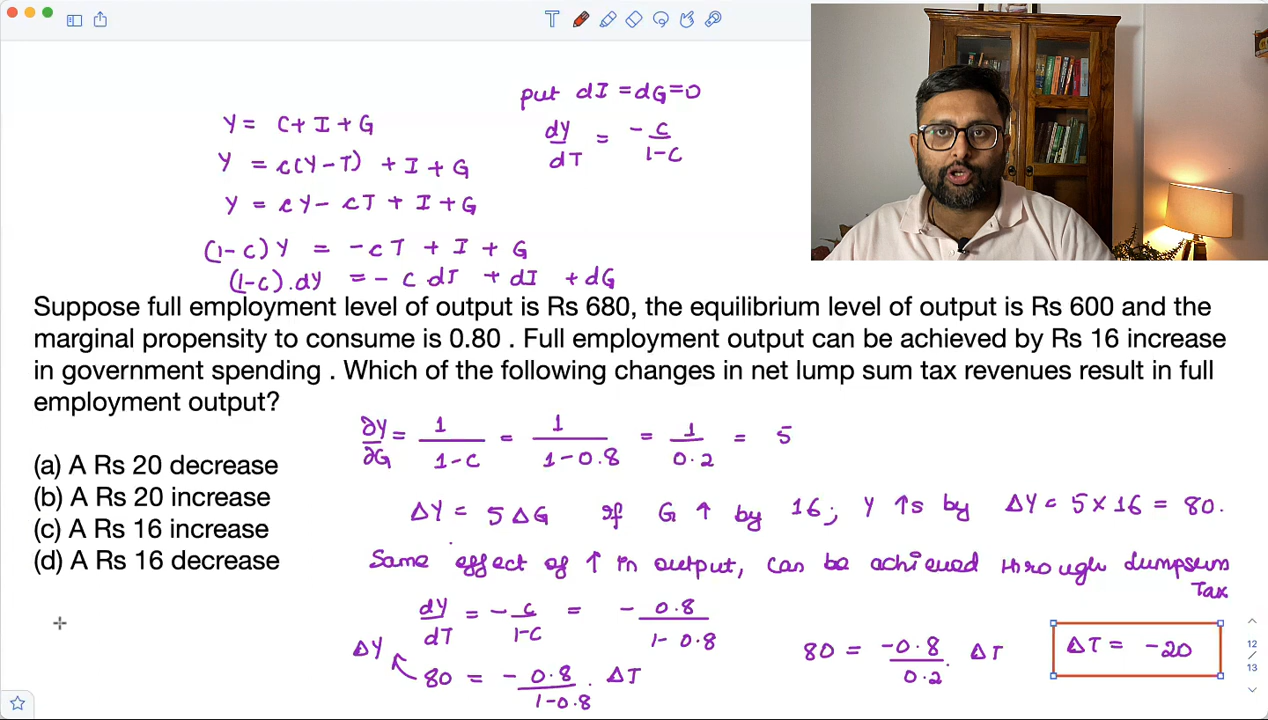 put dI = dG = 0
Y = C + I + G
dY/dT = -c/1-c
Y = c(Y-T) + I + G
Y = cY - cT + I + G
(1-c)Y = -cT + I + G
(1-c).dY = - c dI + dI + dG
Suppose full employment level of output is Rs 680, the equilibrium level of output is Rs 600 and the
marginal propensity to consume is 0.80 . Full employment output can be achieved by Rs 16 increase
in government spending . Which of the following changes in net lump sum tax revenues result in full
employment output?
∂Y/∂G = 1/1-c = 1/1-0.8 = 1/0.2 = 5
(a) A Rs 20 decrease
(b) A Rs 20 increase
(c) A Rs 16 increase
(d) A Rs 16 decrease
ΔY = 5 ΔG If G ↑ by 16; Y ↑s by ΔY = 5 × 16 = 80.
Same effect of ↑ in output, can be achieved through dumpsum
Tax
dY/dT = -c/1-c = -0.8/1-0.8
ΔY
80 = -0.8/1-0.8 . ΔT
80 = -0.8/0.2 . ΔT
ΔT = -20
12
/
13